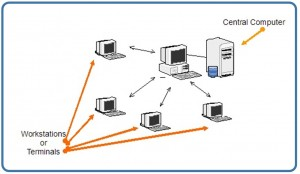 Central Computer
Workstations
or
Terminals